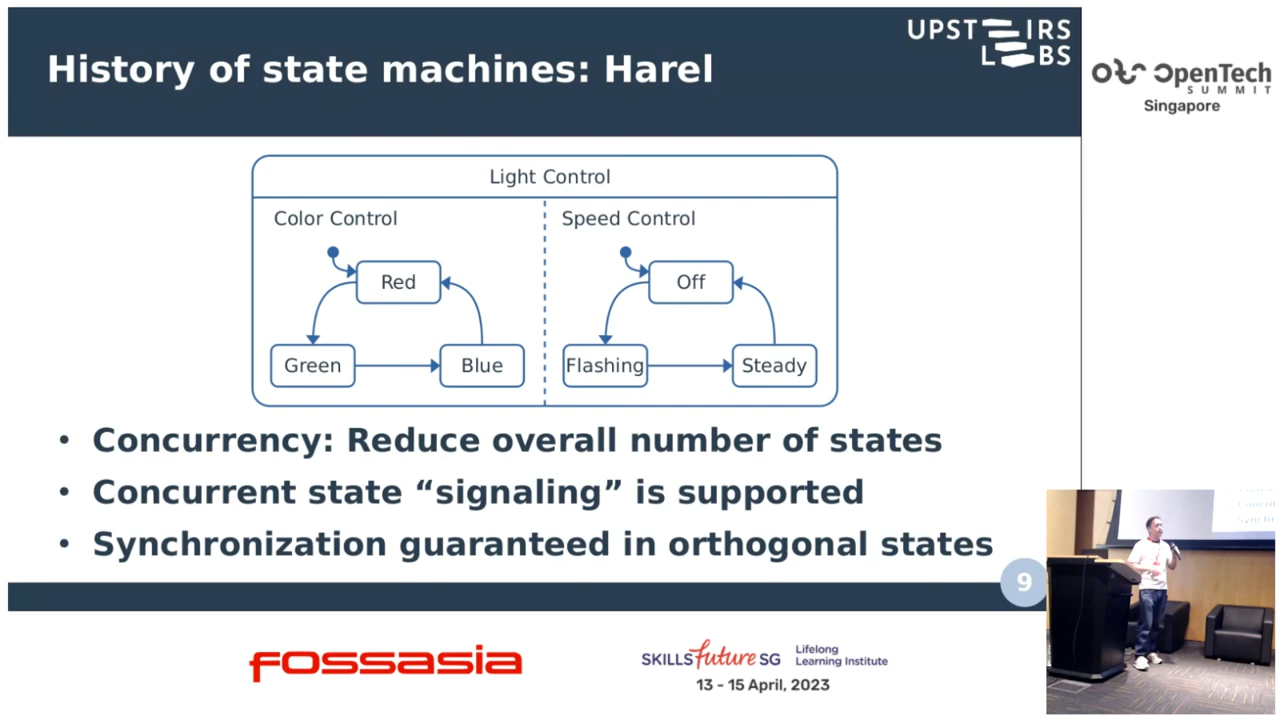 History of state machines: Harel
UPSTAIRS
LABS
OpenTech
SUMMIT
Singapore
Light Control
Color Control
Speed Control
Red
Off
Green
Blue
Flashing
Steady
• Concurrency: Reduce overall number of states
• Concurrent state “signaling” is supported
• Synchronization guaranteed in orthogonal states
9
fossasia
SKILLSfuture SG
Lifelong
Learning Institute
13 - 15 April, 2023